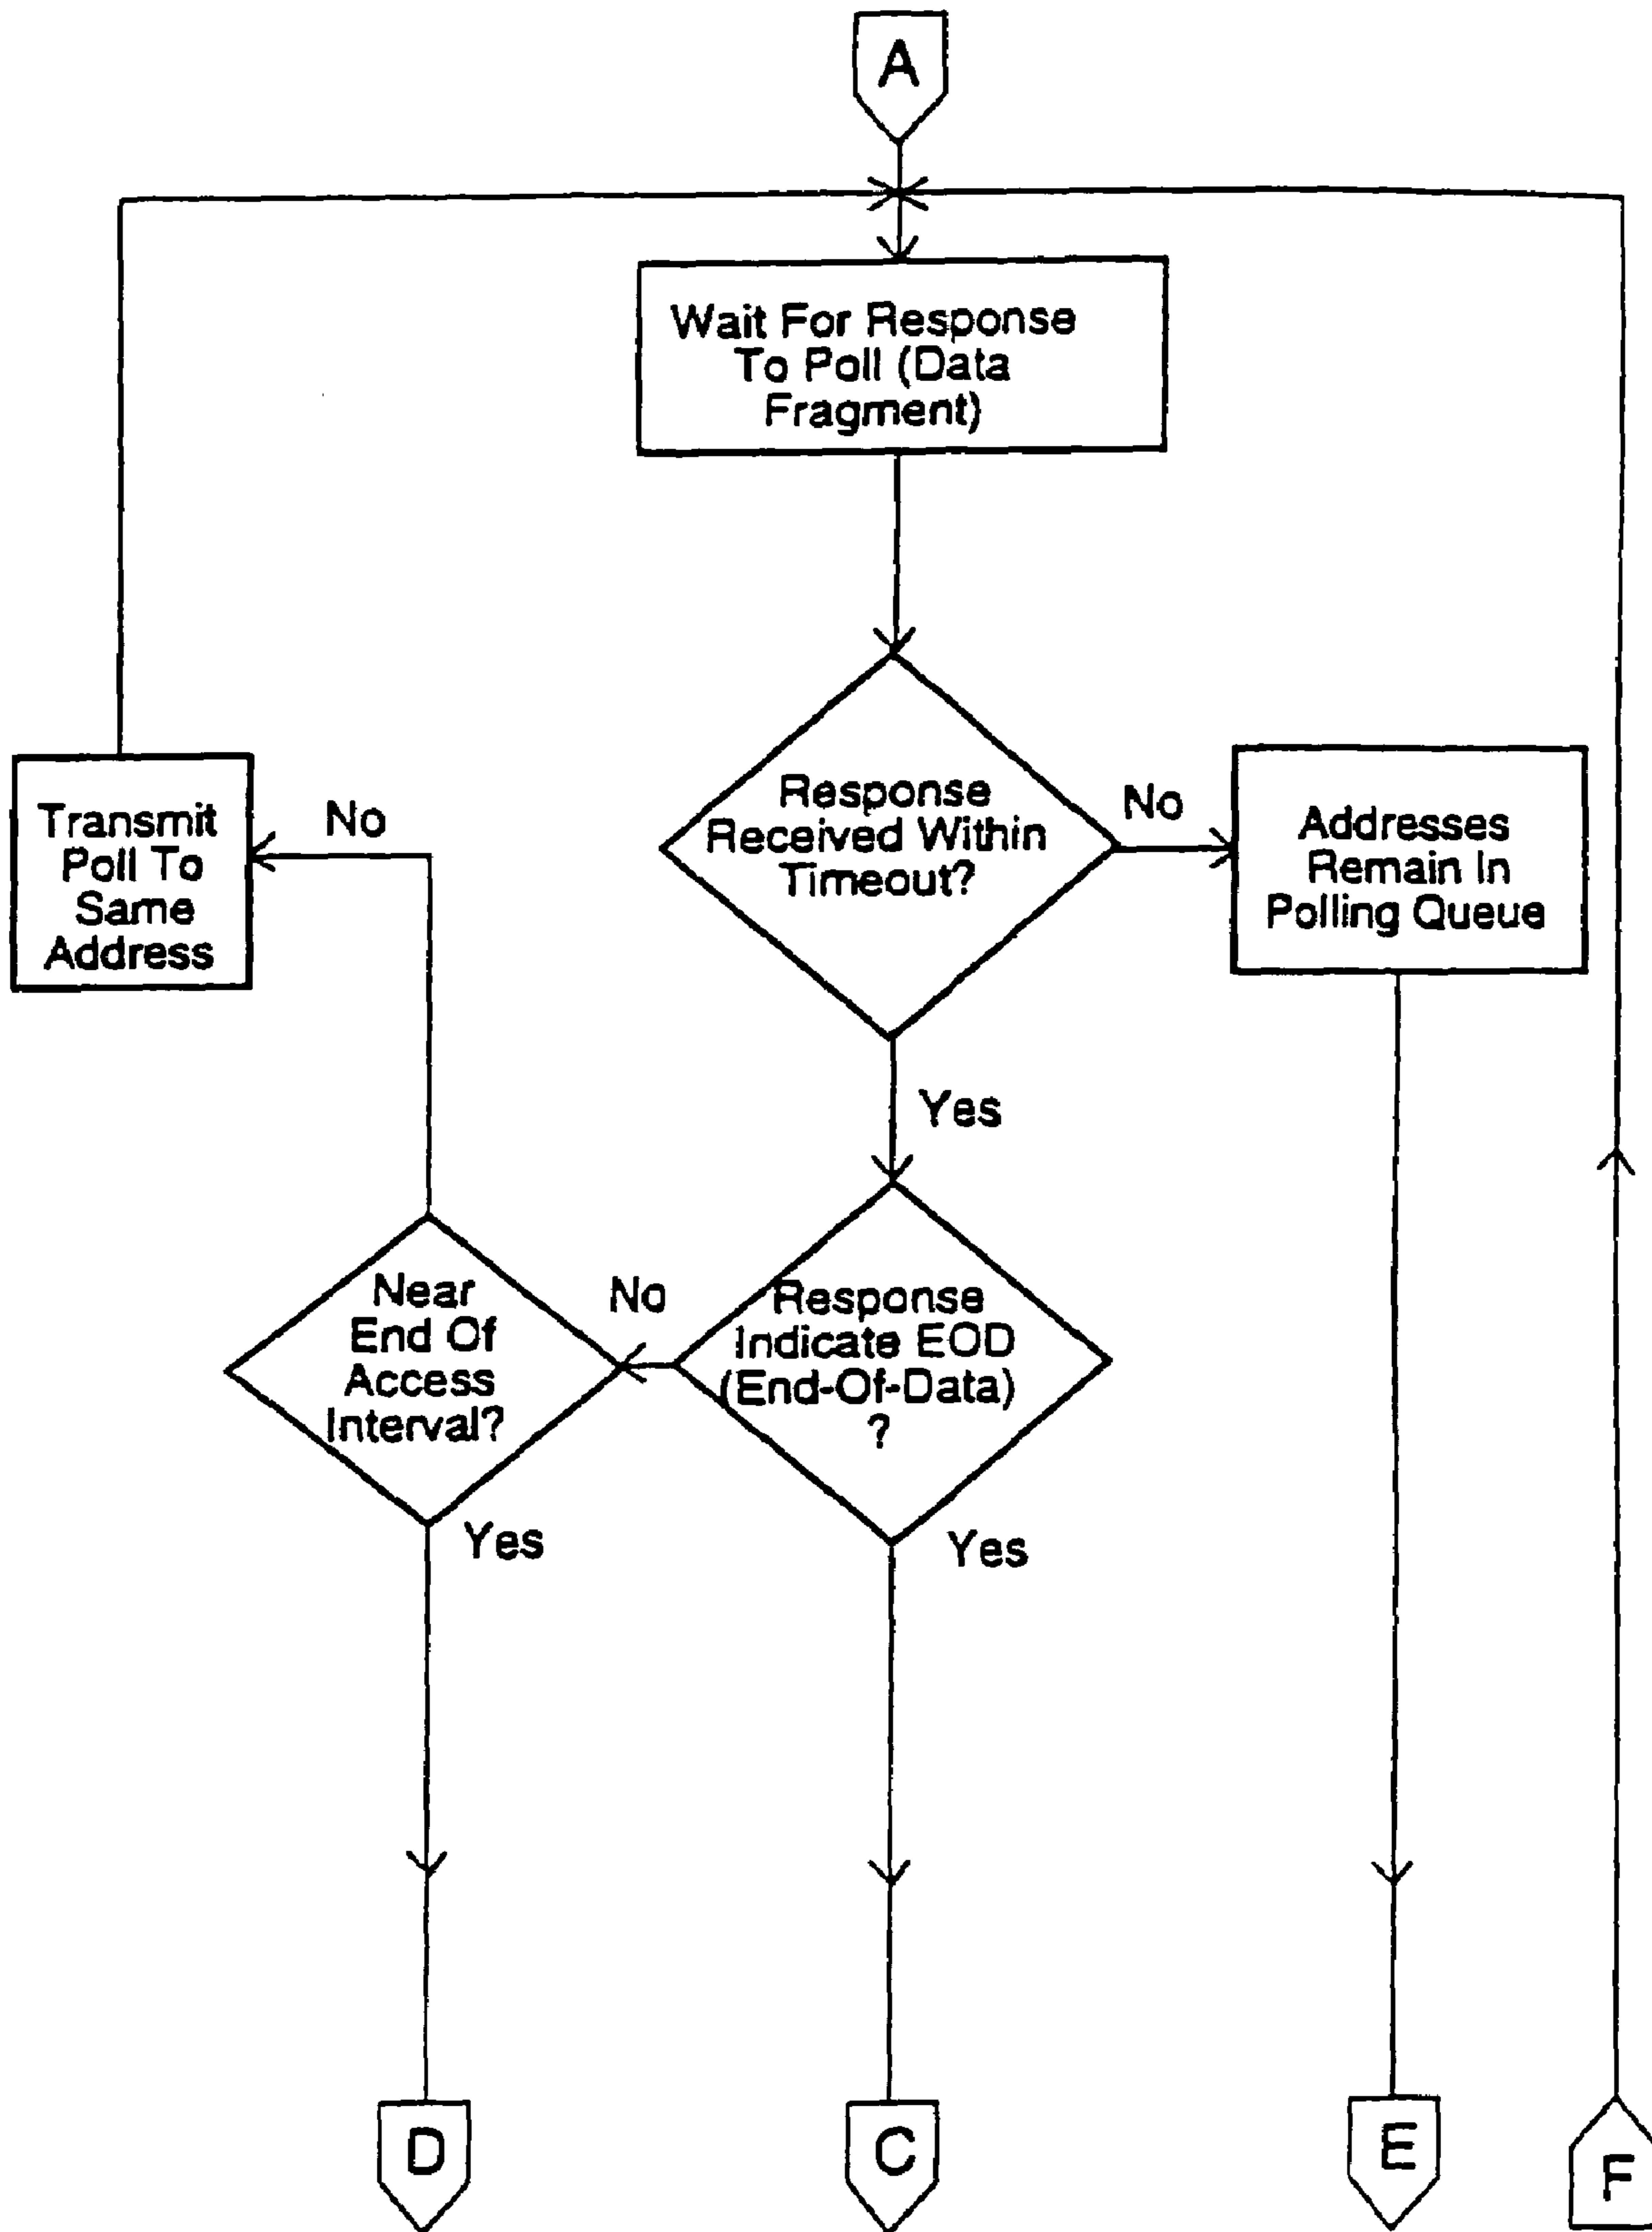 A
Wait For Response
To Poll (Data
Fragment)
Response
Received Within
Timeout?
No
Addresses
Remain In
Polling Queue
Transmit
Poll To
Same
Address
No
Yes
Near
End Of
Access
Interval?
No
Response
Indicate EOD
(End-Of-Data)
?
Yes
Yes
D
C
E
F